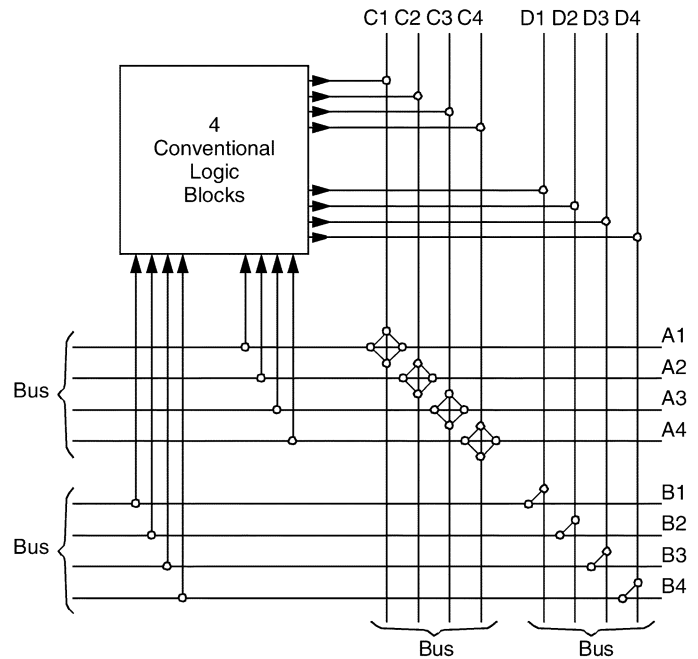 C1 C2 C3 C4 D1 D2 D3 D4
4
Conventional
Logic
Blocks
A1
A2
Bus
A3
A4
B1
B2
Bus
B3
B4
Bus Bus